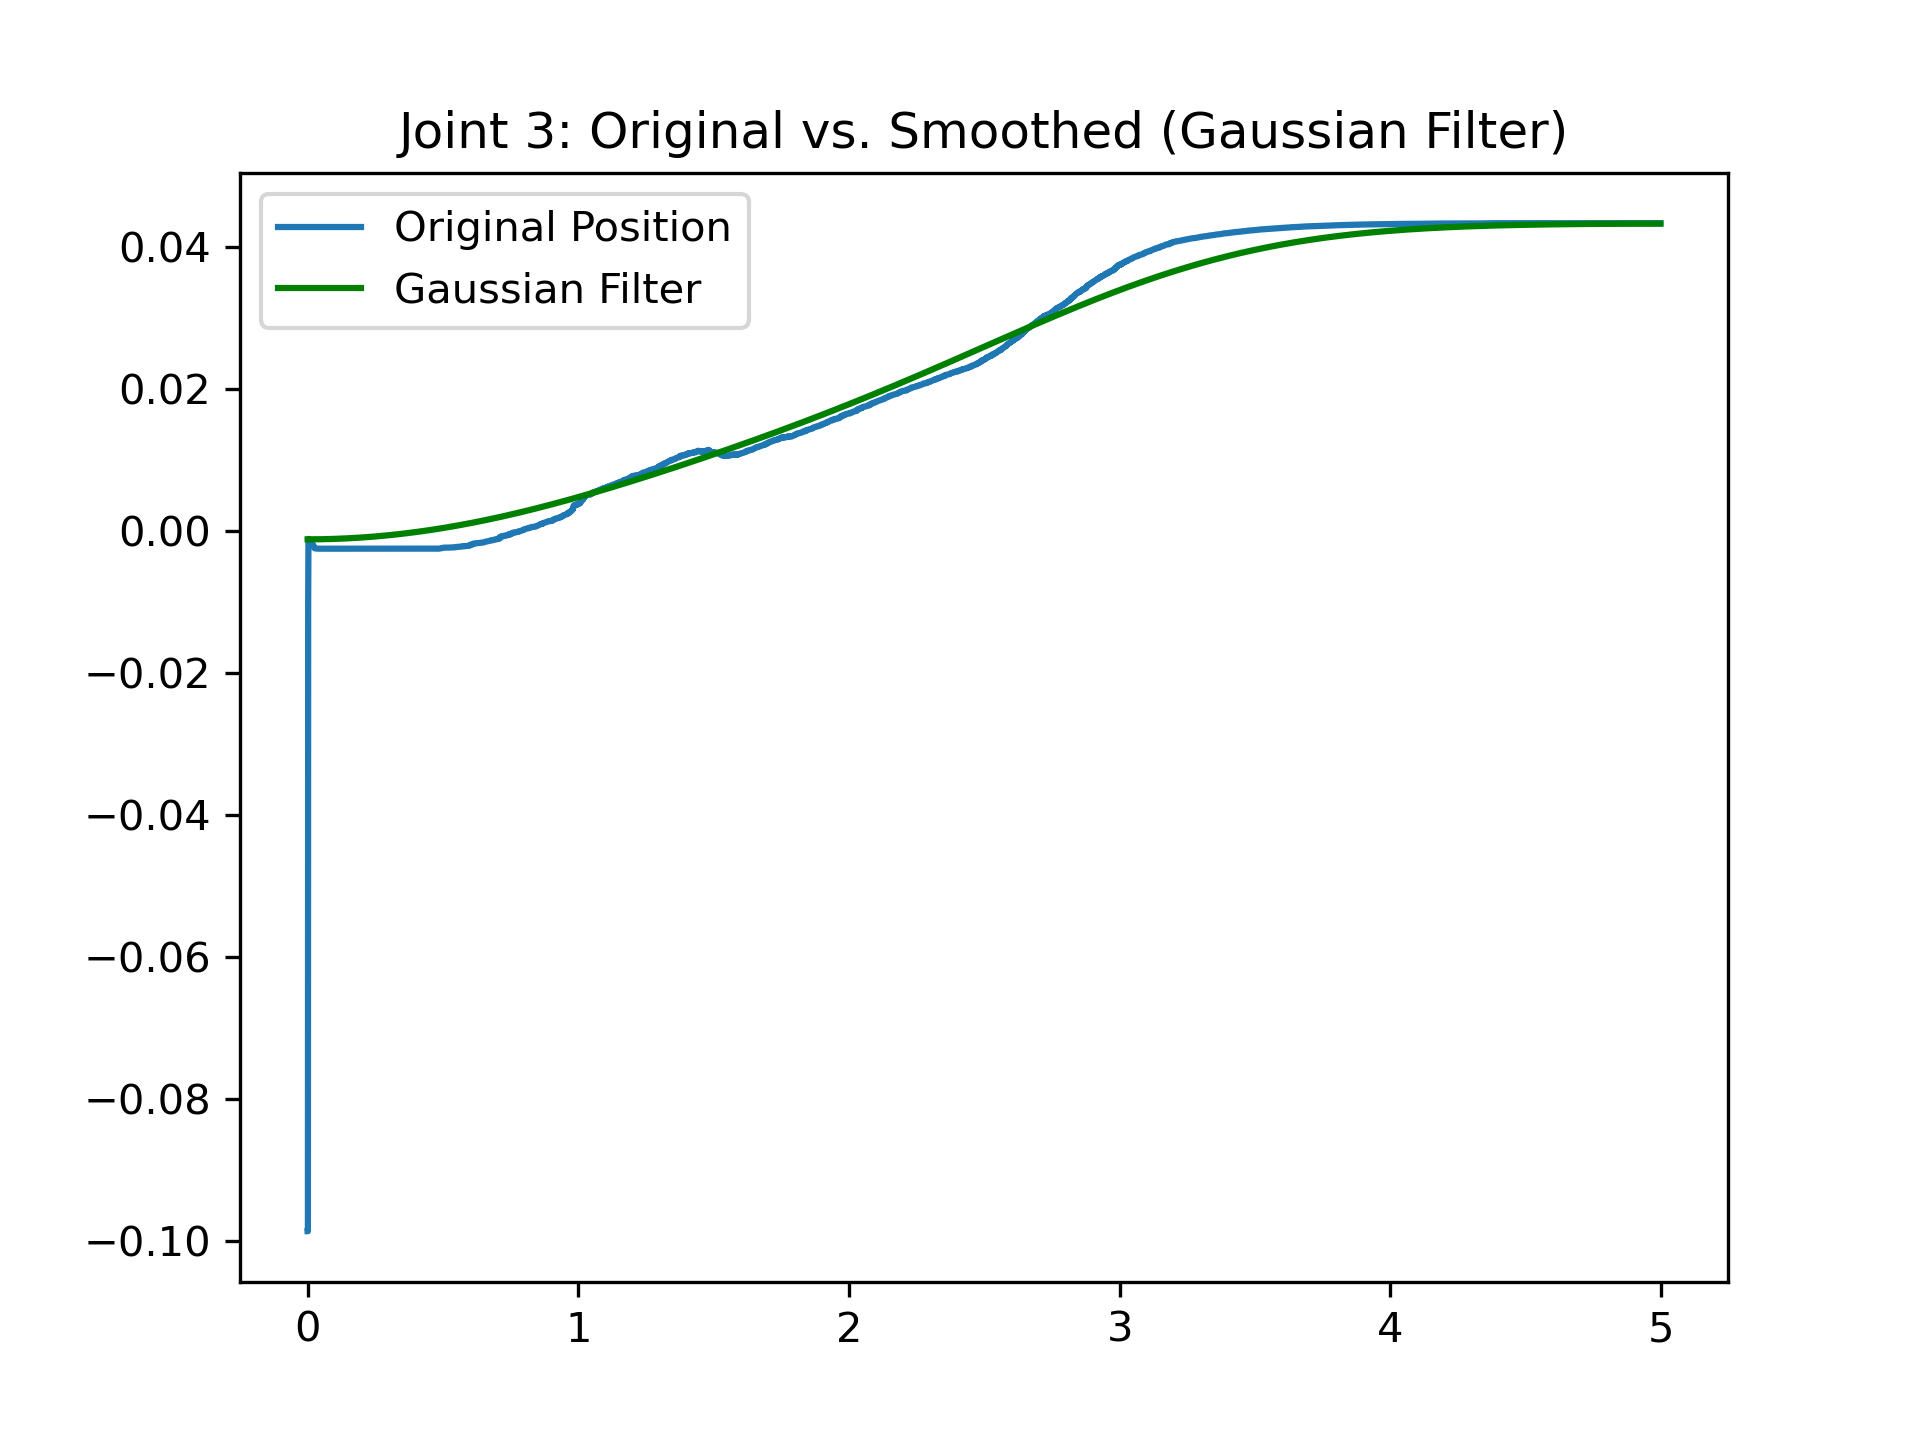 Joint 3: Original vs. Smoothed (Gaussian Filter)
Original Position
Gaussian Filter
0.04
0.02
0.00
−0.02
−0.04
−0.06
−0.08
−0.10
0 1 2 3 4 5